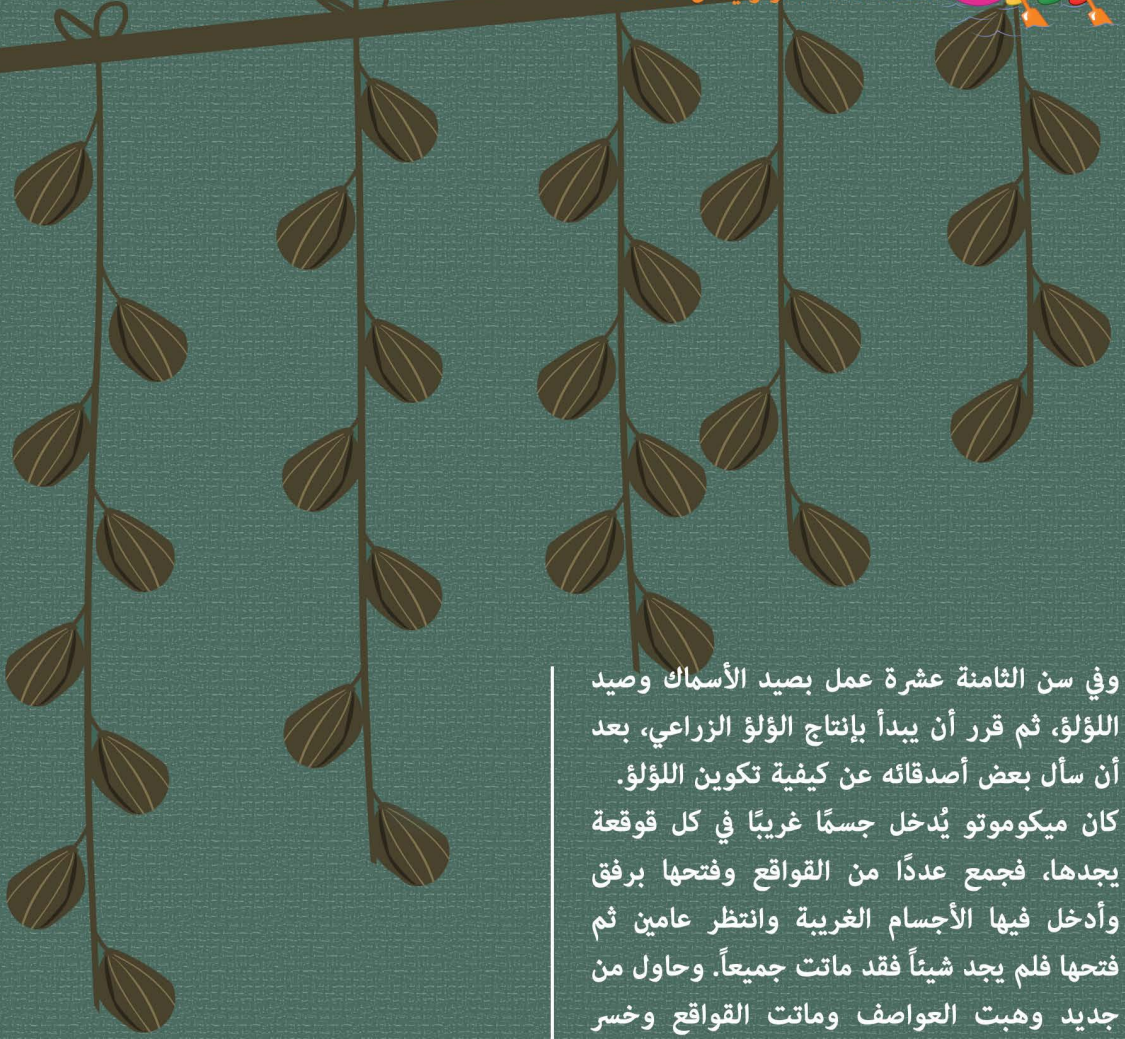 وفي سن الثامنة عشرة عمل بصيد الأسماك وصيد
اللؤلؤ، ثم قرر أن يبدأ بإنتاج الؤلؤ الزراعي، بعد
أن سأل بعض أصدقائه عن كيفية تكوين اللؤلؤ.
كان ميكوموتو يُدخل جسمًا غريبًا في كل قوقعة
يجدها، فجمع عددًا من القواقع وفتحها برفق
وأدخل فيها الأجسام الغريبة وانتظر عامين ثم
فتحها فلم يجد شيئاً فقد ماتت جميعاً. وحاول من
جديد وهبت العواصف وماتت القواقع وخسر